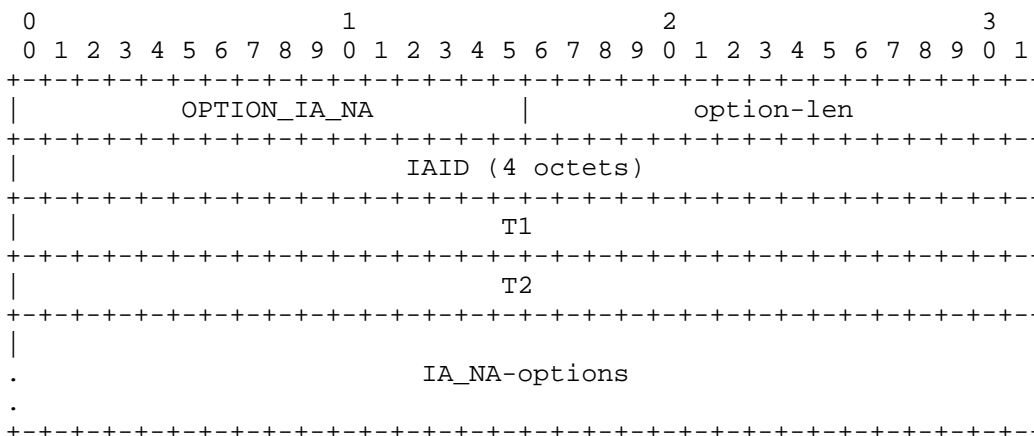 0                   1                   2                   3
0 1 2 3 4 5 6 7 8 9 0 1 2 3 4 5 6 7 8 9 0 1 2 3 4 5 6 7 8 9 0 1
+-+-+-+-+-+-+-+-+-+-+-+-+-+-+-+-+-+-+-+-+-+-+-+-+-+-+-+-+-+-+-+-
|          OPTION_IA_NA         |          option-len
+-+-+-+-+-+-+-+-+-+-+-+-+-+-+-+-+-+-+-+-+-+-+-+-+-+-+-+-+-+-+-+-
|                        IAID (4 octets)
+-+-+-+-+-+-+-+-+-+-+-+-+-+-+-+-+-+-+-+-+-+-+-+-+-+-+-+-+-+-+-+-
|                              T1
+-+-+-+-+-+-+-+-+-+-+-+-+-+-+-+-+-+-+-+-+-+-+-+-+-+-+-+-+-+-+-+-
|                              T2
+-+-+-+-+-+-+-+-+-+-+-+-+-+-+-+-+-+-+-+-+-+-+-+-+-+-+-+-+-+-+-+-
|
.                         IA_NA-options
.
+-+-+-+-+-+-+-+-+-+-+-+-+-+-+-+-+-+-+-+-+-+-+-+-+-+-+-+-+-+-+-+-